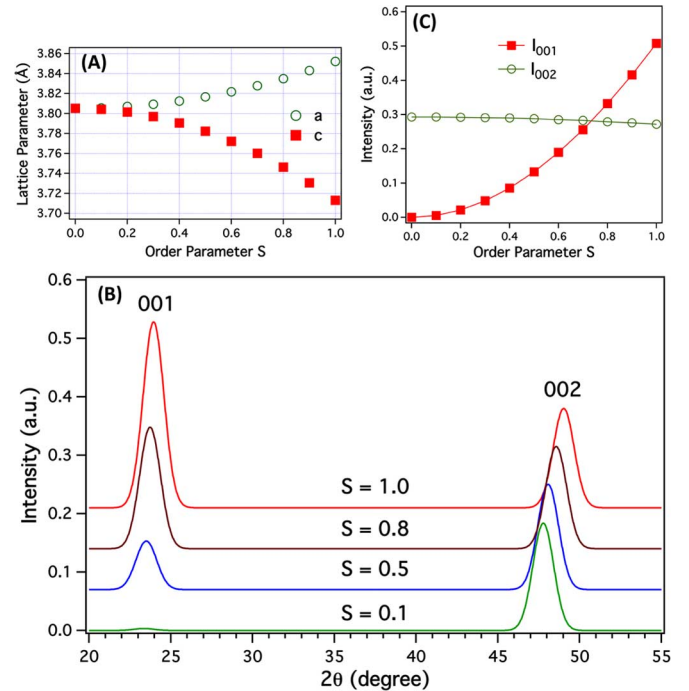 (A)
Lattice Parameter (Å)
3.86
3.84
3.82
3.80
3.78
3.76
3.74
3.72
3.70
a
c
0.0 0.2 0.4 0.6 0.8 1.0
Order Parameter S
(C)
Intensity (a.u.)
0.6
0.5
0.4
0.3
0.2
0.1
0.0
I001
I002
0.0 0.2 0.4 0.6 0.8 1.0
Order Parameter S
(B)
Intensity (a.u.)
0.6
0.5
0.4
0.3
0.2
0.1
0.0
001
002
S = 1.0
S = 0.8
S = 0.5
S = 0.1
20 25 30 35 40 45 50 55
2θ (degree)